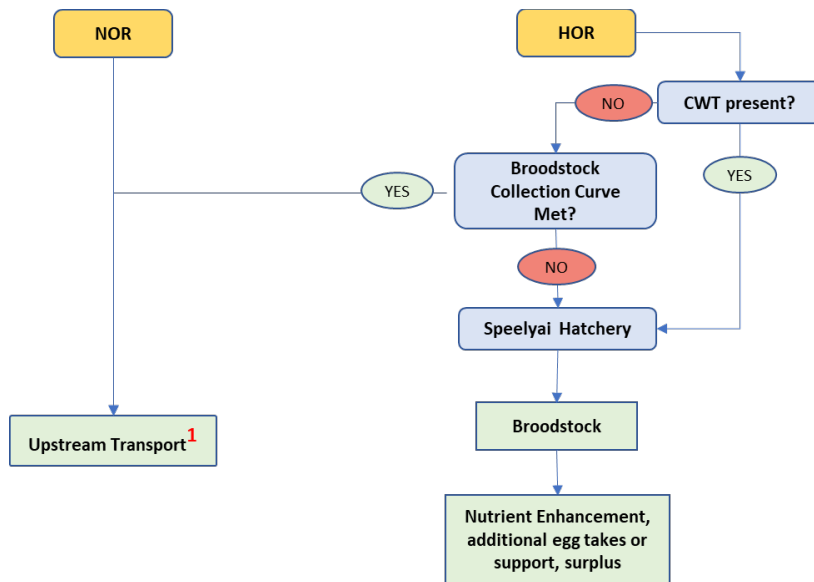 NOR
HOR
CWT present?
NO
Broodstock
Collection Curve
Met?
YES
YES
NO
Speelyai Hatchery
Upstream Transport1
Broodstock
Nutrient Enhancement,
additional egg takes or
support, surplus